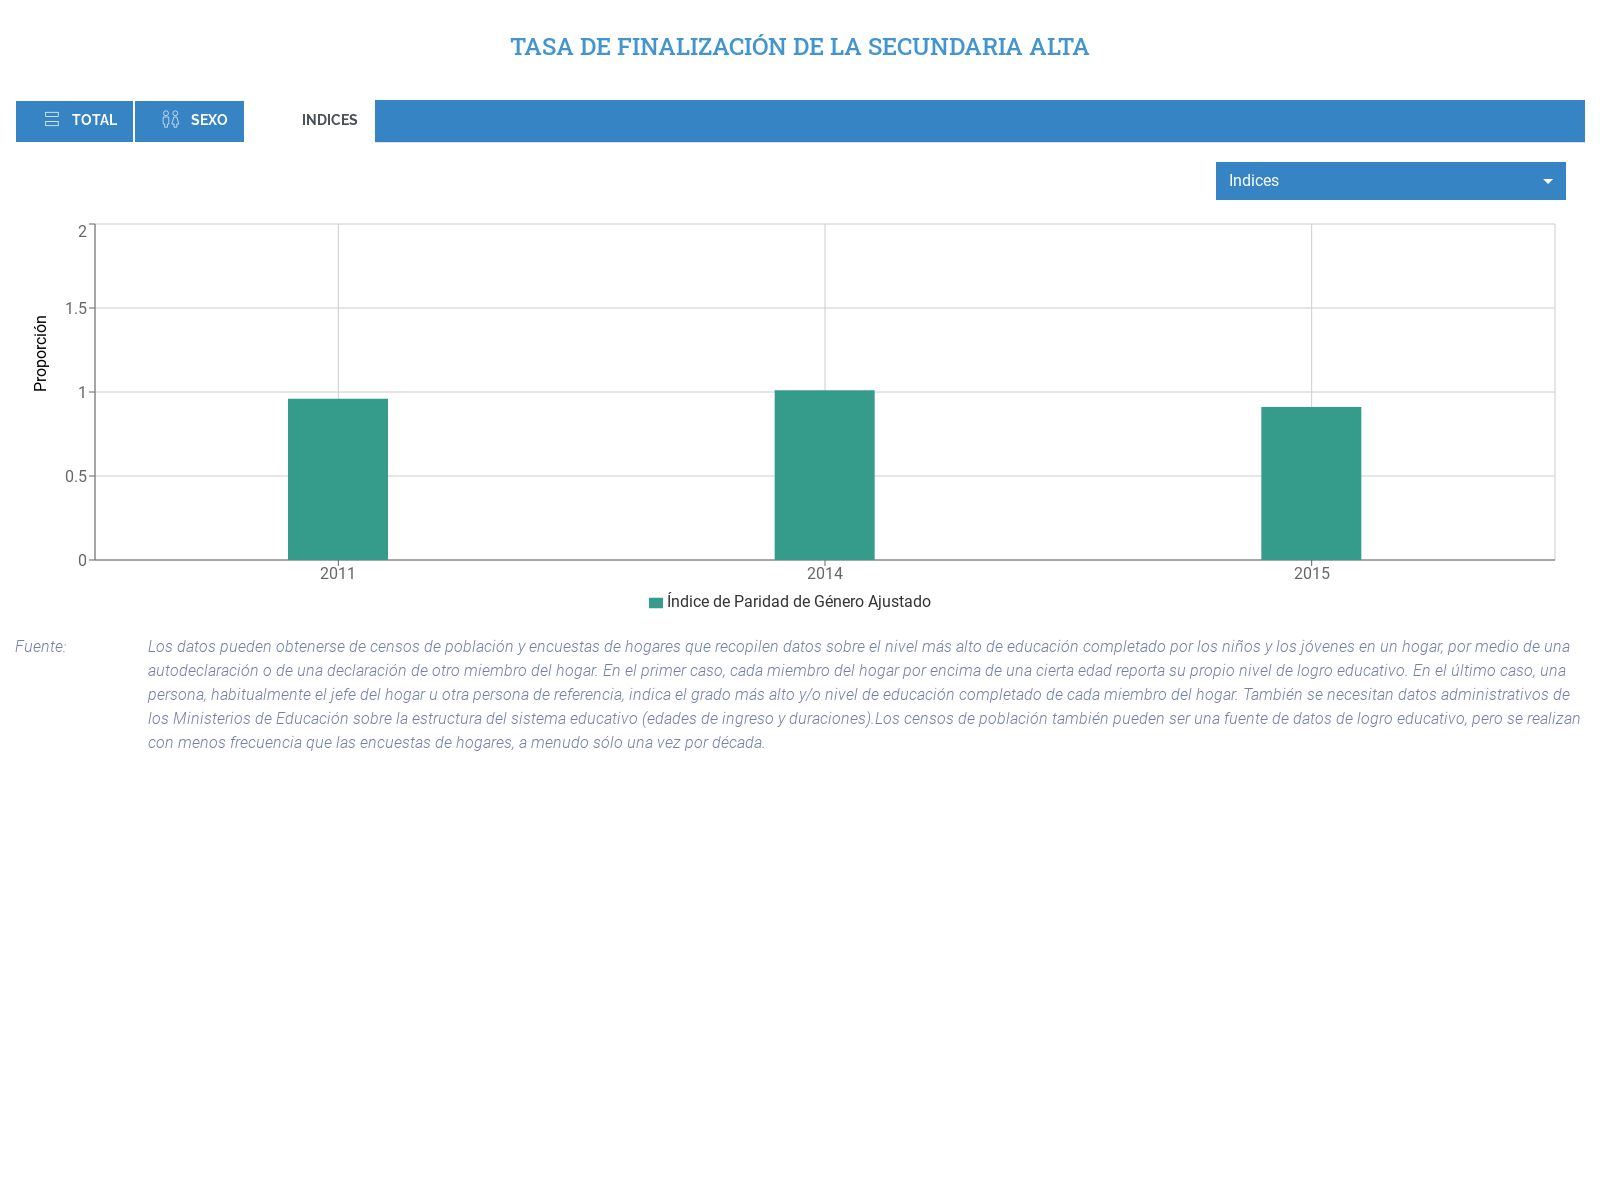 TASA DE FINALIZACIÓN DE LA SECUNDARIA ALTA
TOTAL
SEXO
INDICES
Indices
2
1.5
1
0.5
0
Proporción
2011
2014
2015
Índice de Paridad de Género Ajustado
Fuente:
Los datos pueden obtenerse de censos de población y encuestas de hogares que recopilen datos sobre el nivel más alto de educación completado por los niños y los jóvenes en un hogar, por medio de una
autodeclaración o de una declaración de otro miembro del hogar. En el primer caso, cada miembro del hogar por encima de una cierta edad reporta su propio nivel de logro educativo. En el último caso, una
persona, habitualmente el jefe del hogar u otra persona de referencia, indica el grado más alto y/o nivel de educación completado de cada miembro del hogar. También se necesitan datos administrativos de
los Ministerios de Educación sobre la estructura del sistema educativo (edades de ingreso y duraciones).Los censos de población también pueden ser una fuente de datos de logro educativo, pero se realizan
con menos frecuencia que las encuestas de hogares, a menudo sólo una vez por década.